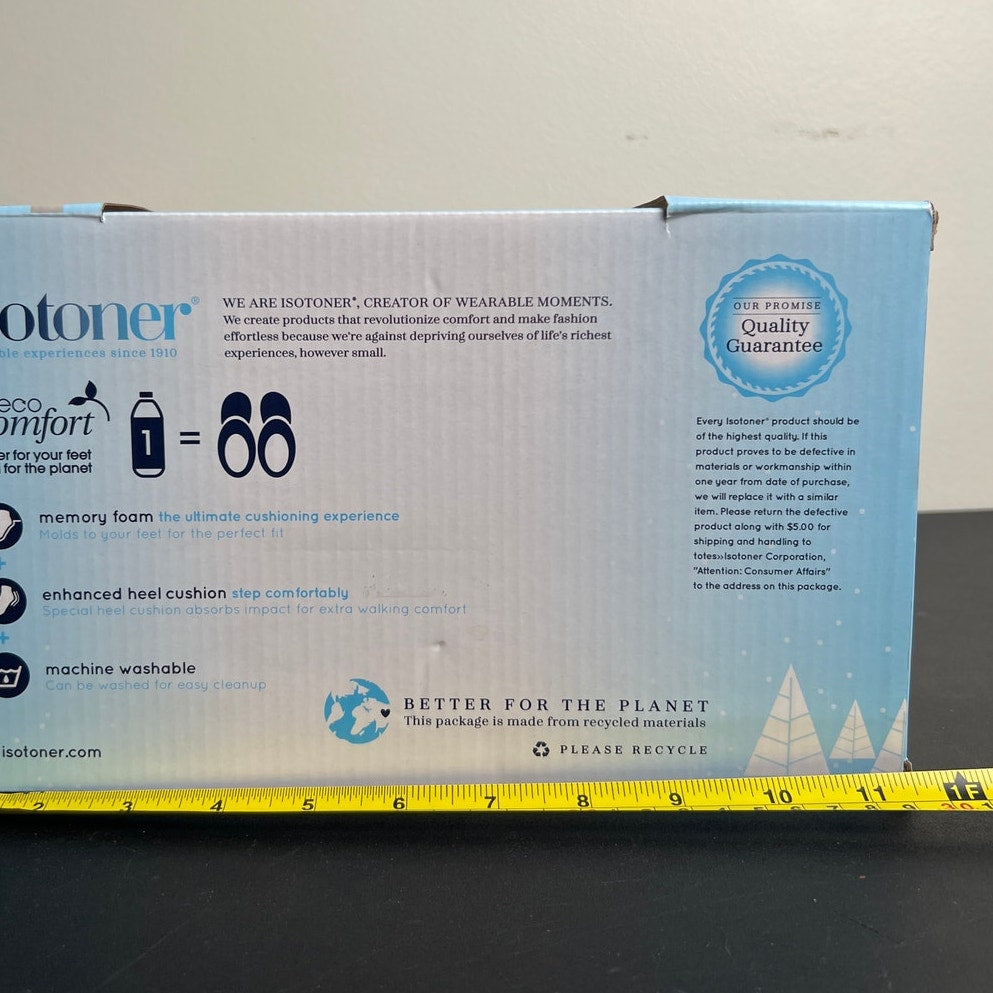 otoner®
ble experiences since 1910
WE ARE ISOTONER®, CREATOR OF WEARABLE MOMENTS.
We create products that revolutionize comfort and make fashion
effortless because we're against depriving ourselves of life's richest
experiences, however small.
OUR PROMISE
Quality
Guarantee
eco
omfort
er for your feet
for the planet
1 =
Every Isotoner® product should be
of the highest quality. If this
product proves to be defective in
materials or workmanship within
one year from date of purchase,
we will replace it with a similar
item. Please return the defective
product along with $5.00 for
shipping and handling to
totes»Isotoner Corporation,
"Attention: Consumer Affairs"
to the address on this package.
memory foam the ultimate cushioning experience
Molds to your feet for the perfect fit
+
enhanced heel cushion step comfortably
Special heel cushion absorbs impact for extra walking comfort
+
machine washable
Can be washed for easy cleanup
BETTER FOR THE PLANET
This package is made from recycled materials
PLEASE RECYCLE
isotoner.com
2 3 4 5 6 7 8 9 10 11 1F